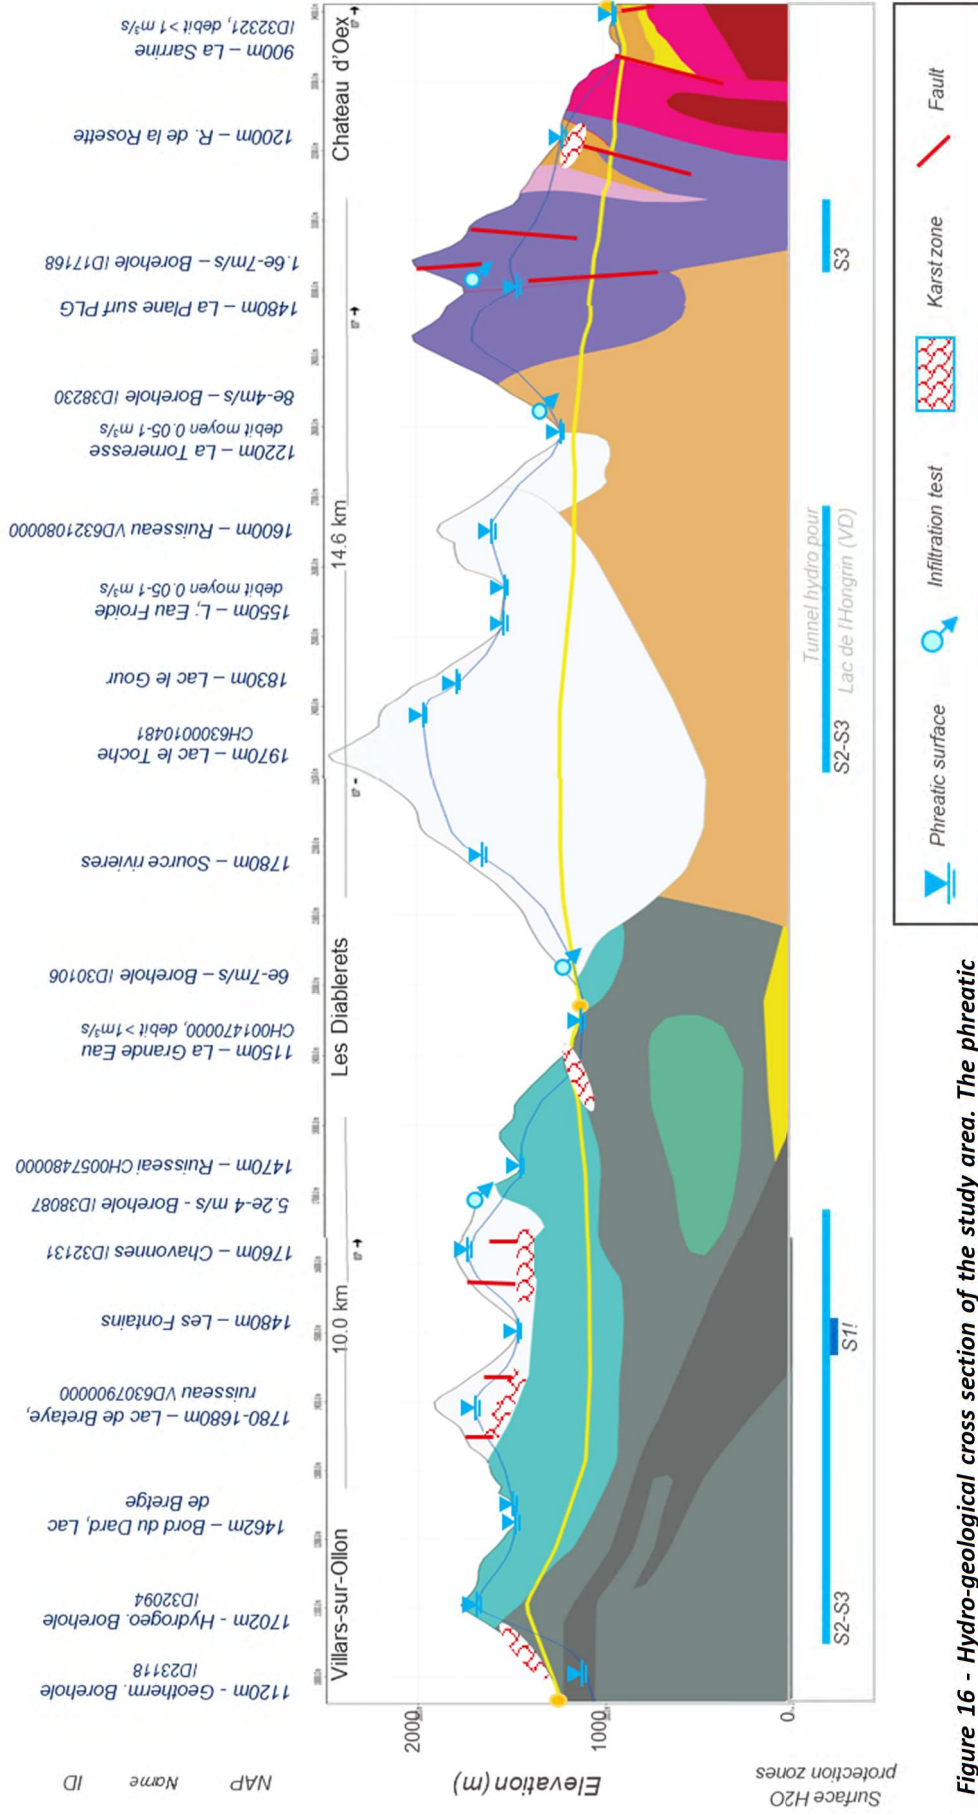 NAP Name ID
1120m - Geotherm. Borehole
ID23118
1702m - Hydrogeo. Borehole
ID32094
1462m – Bord du Dard, Lac
de Bretge
1780-1680m – Lac de Bretaye,
ruisseau VD6307900000
1480m – Les Fontains
1760m – Chavonnes ID32131
5.2e-4 m/s - Borehole ID38087
1470m – Ruisseai CH0057480000
1150m – La Grande Eau
CH001470000, debit >1m³/s
6e-7m/s – Borehole ID30106
1780m – Source rivieres
1970m – Lac le Toche
CH6300010481
1830m – Lac le Gour
1550m – L; Eau Froide
debit moyen 0.05-1 m³/s
1600m – Ruisseau VD6321080000
1220m – La Torneresse
debit moyen 0.05-1 m³/s
8e-4m/s – Borehole ID38230
1480m – La Plane surf PLG
1.6e-7m/s – Borehole ID17168
1200m – R. de la Rosette
900m – La Sarrine
ID32321, debit >1 m³/s
Villars-sur-Ollon
10.0 km
Les Diablerets
14.6 km
Chateau d'Oex
Elevation (m)
2000
1000
0
Tunnel hydro pour
Lac de l'Hongrin (VD)
Surface H2O
protection zones
S2-S3
S1!
S2-S3
S3
Phreatic surface
Infiltration test
Karst zone
Fault
Figure 16 - Hydro-geological cross section of the study area. The phreatic